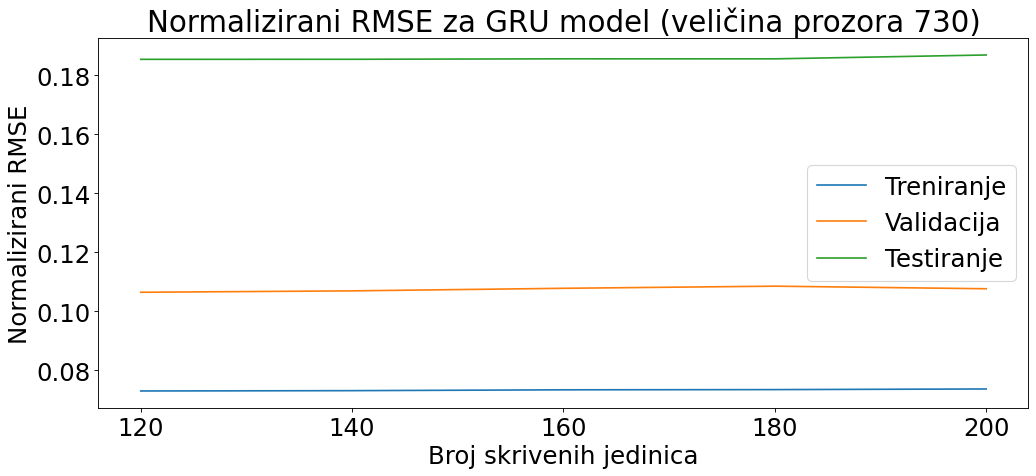 Normalizirani RMSE za GRU model (veličina prozora 730)
Normalizirani RMSE
0.18
0.16
0.14
0.12
0.10
0.08
Treniranje
Validacija
Testiranje
120
140
160
180
200
Broj skrivenih jedinica